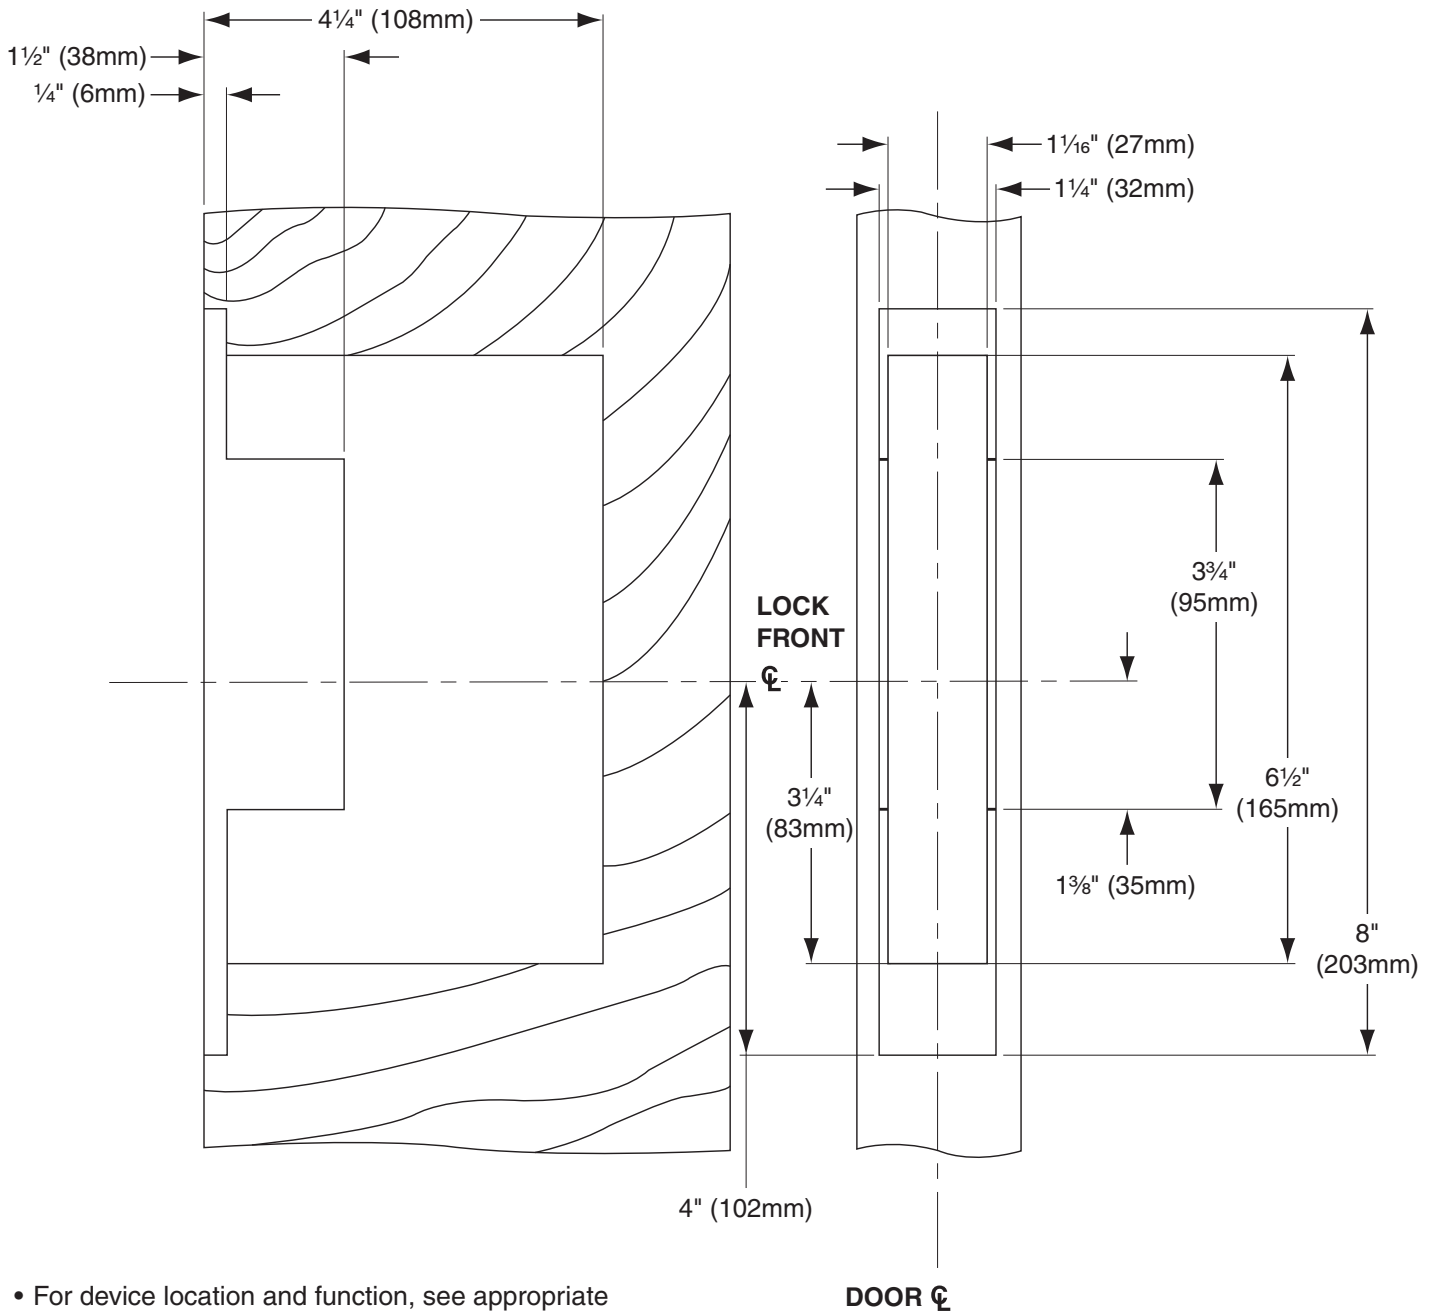 4¼" (108mm)
1½" (38mm)
¼" (6mm)
1¹⁄₁₆" (27mm)
1¼" (32mm)
LOCK
FRONT
℄
3¾"
(95mm)
3¼"
(83mm)
6½"
(165mm)
1⅜" (35mm)
8"
(203mm)
4" (102mm)
• For device location and function, see appropriate
DOOR ℄